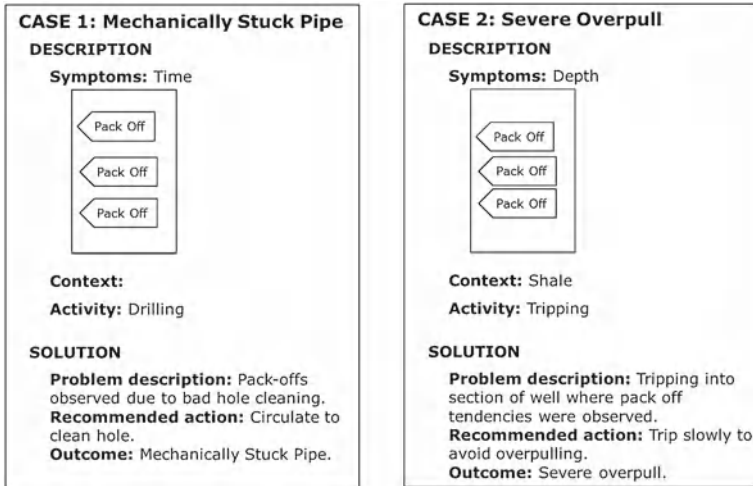 CASE 1: Mechanically Stuck Pipe
DESCRIPTION
Symptoms: Time
Pack Off
Pack Off
Pack Off
Context:
Activity: Drilling
SOLUTION
Problem description: Pack-offs
observed due to bad hole cleaning.
Recommended action: Circulate to
clean hole.
Outcome: Mechanically Stuck Pipe.
CASE 2: Severe Overpull
DESCRIPTION
Symptoms: Depth
Pack Off
Pack Off
Pack Off
Context: Shale
Activity: Tripping
SOLUTION
Problem description: Tripping into
section of well where pack off
tendencies were observed.
Recommended action: Trip slowly to
avoid overpulling.
Outcome: Severe overpull.